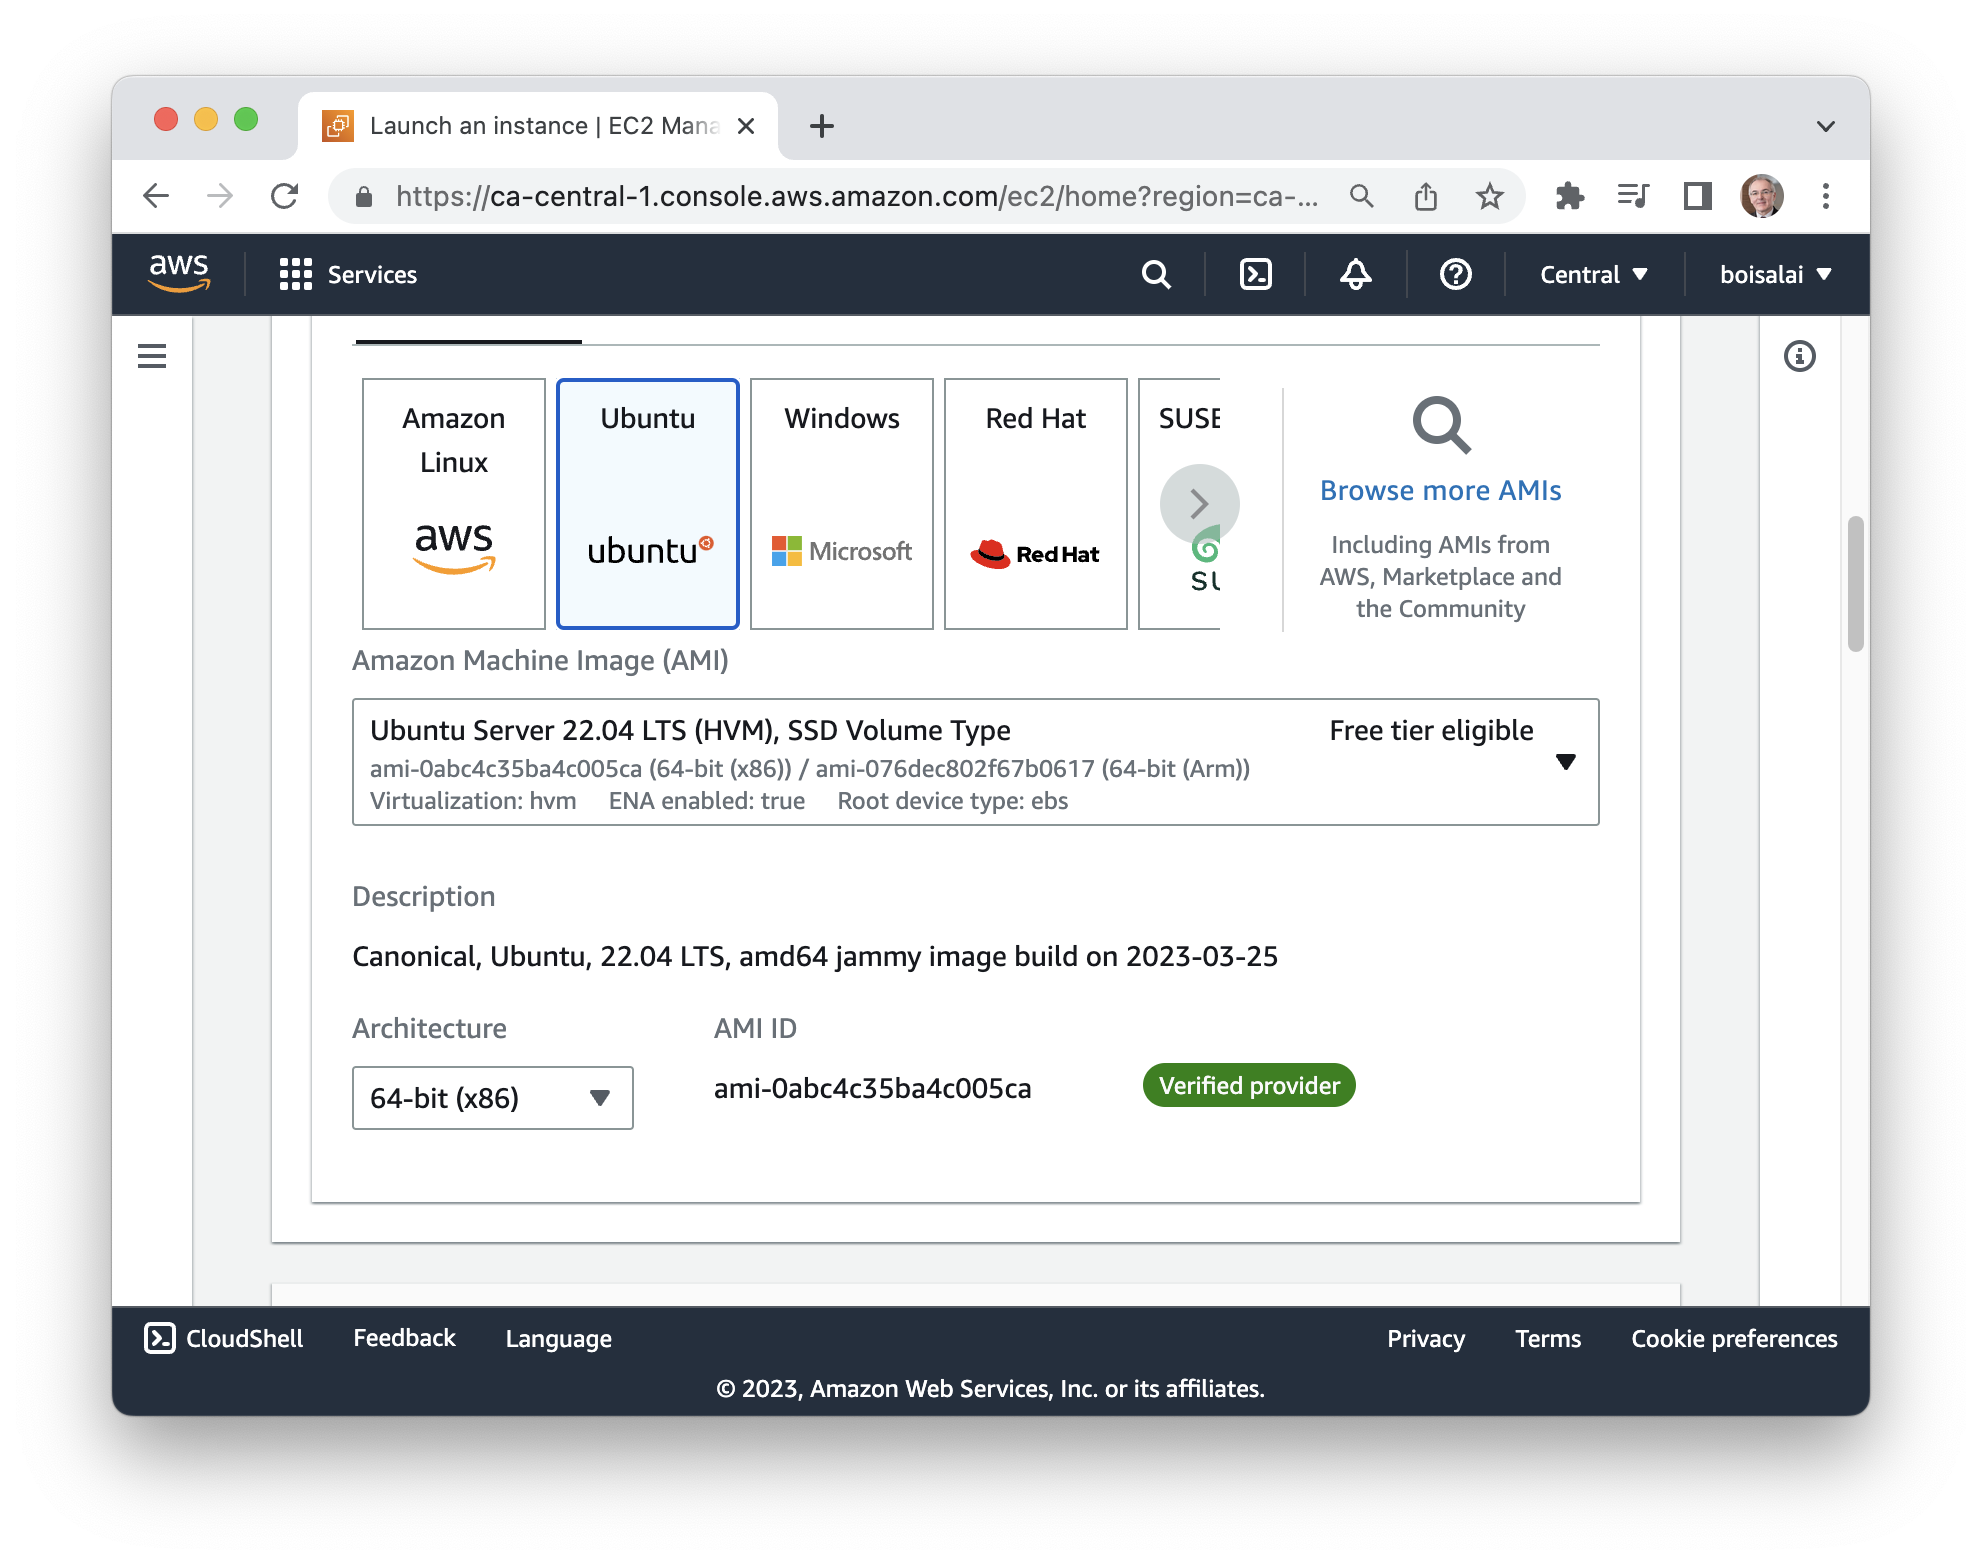 Launch an instance | EC2 Mana
https://ca-central-1.console.aws.amazon.com/ec2/home?region=ca-...
aws
Services
Central
boisalai
Amazon
Linux
aws
Ubuntu
ubuntu
Windows
Microsoft
Red Hat
Red Hat
SUSE
SU
Browse more AMIs
Including AMIs from
AWS, Marketplace and
the Community
Amazon Machine Image (AMI)
Ubuntu Server 22.04 LTS (HVM), SSD Volume Type
Free tier eligible
ami-0abc4c35ba4c005ca (64-bit (x86)) / ami-076dec802f67b0617 (64-bit (Arm))
Virtualization: hvm ENA enabled: true Root device type: ebs
Description
Canonical, Ubuntu, 22.04 LTS, amd64 jammy image build on 2023-03-25
Architecture
AMI ID
64-bit (x86)
ami-0abc4c35ba4c005ca
Verified provider
CloudShell
Feedback
Language
Privacy
Terms
Cookie preferences
© 2023, Amazon Web Services, Inc. or its affiliates.